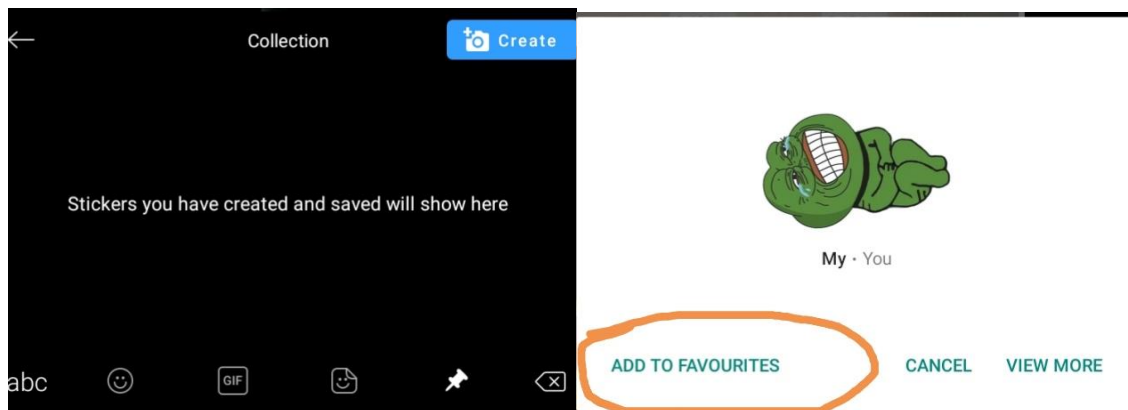 Collection
Create
Stickers you have created and saved will show here
abc
GIF
My · You
ADD TO FAVOURITES
CANCEL
VIEW MORE